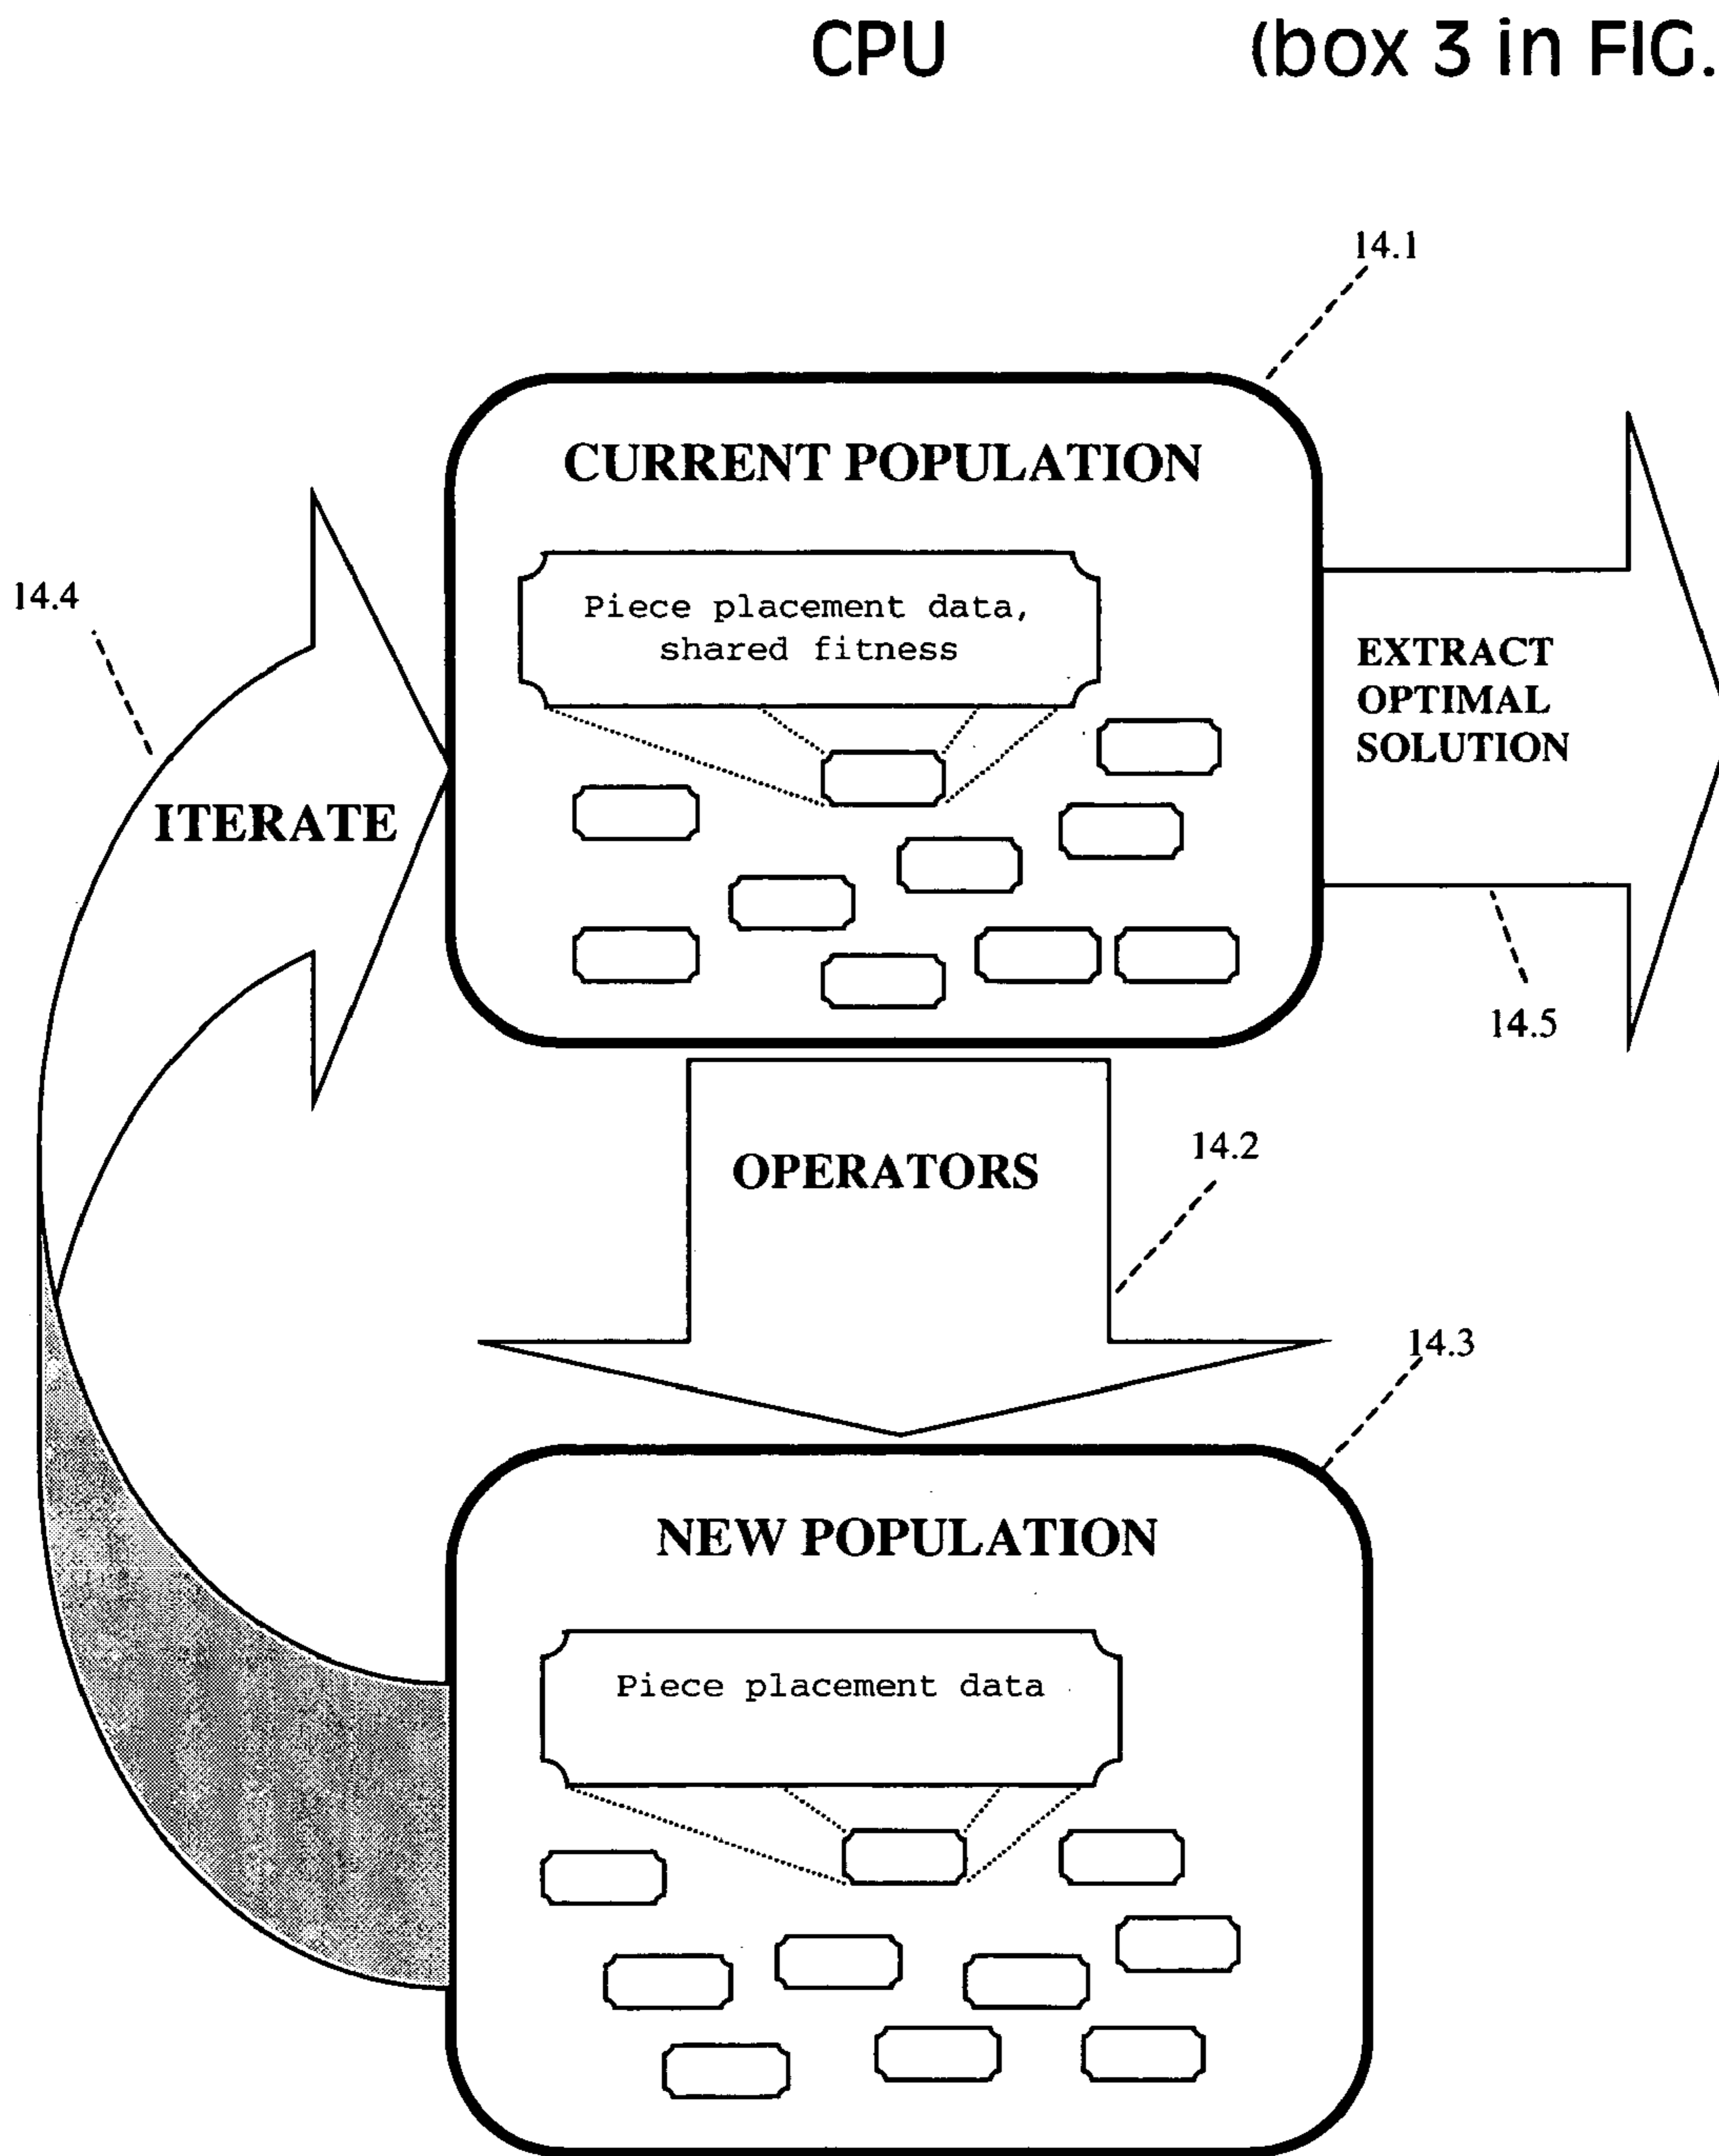 CPU (box 3 in FIG.
14.1
CURRENT POPULATION
14.4
Piece placement data,
shared fitness
EXTRACT
OPTIMAL
SOLUTION
ITERATE
14.5
OPERATORS
14.2
14.3
NEW POPULATION
Piece placement data